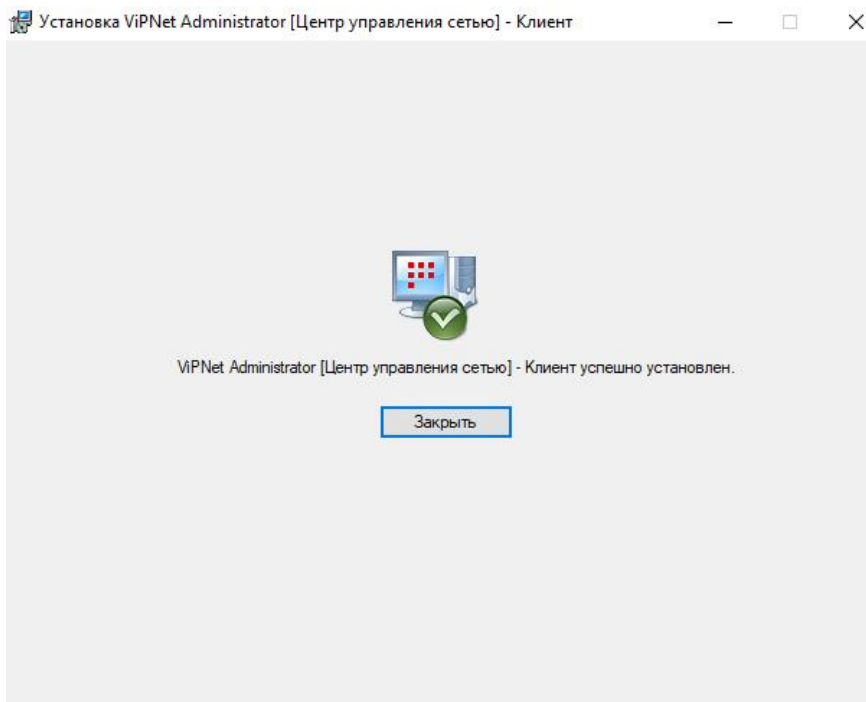 Установка ViPNet Administrator [Центр управления сетью] - Клиент
ViPNet Administrator [Центр управления сетью] - Клиент успешно установлен.
Закрыть